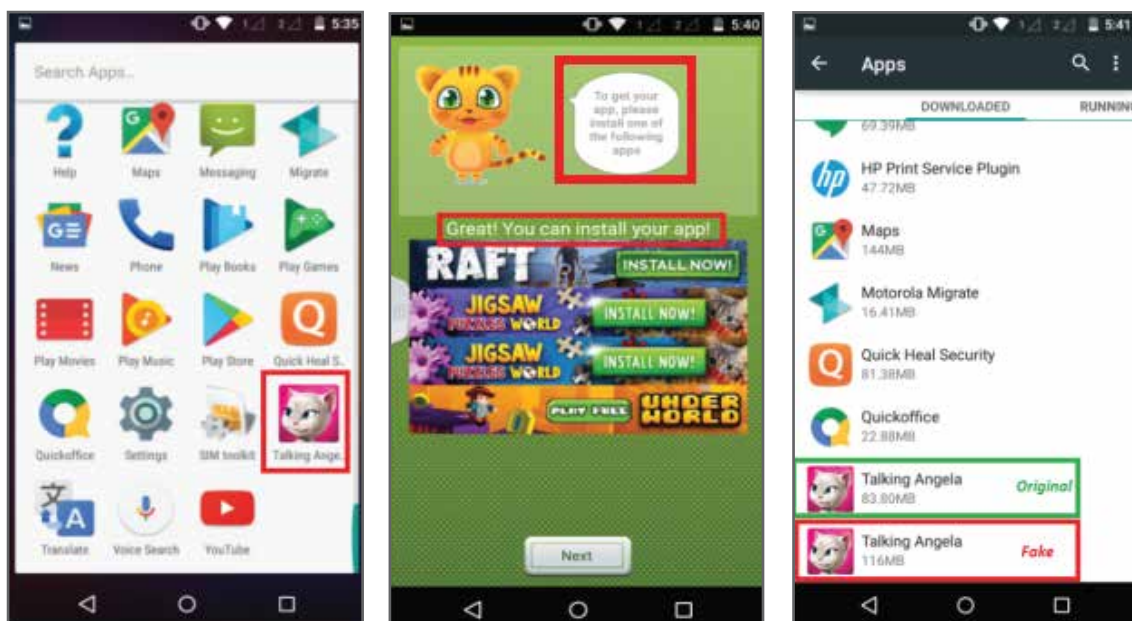 5:35
Search Apps...
Help
Maps
Messaging
Migrate
News
Phone
Play Books
Play Games
Play Movies
Play Music
Play Store
Quick Heal S..
Quickoffice
Settings
SIM toolkit
Talking Ange..
Translate
Voice Search
YouTube
5:40
To get your
app, please
install one of
the following
apps
Great! You can install your app!
RAFT
INSTALL NOW!
JIGSAW
PUZZLES WORLD
INSTALL NOW!
JIGSAW
PUZZLES WORLD
INSTALL NOW!
PLAY FREE
UNDER
WORLD
Next
5:41
Apps
DOWNLOADED
RUNNING
69.39MB
HP Print Service Plugin
47.72MB
Maps
144MB
Motorola Migrate
16.41MB
Quick Heal Security
81.38MB
Quickoffice
22.88MB
Talking Angela
83.80MB
Original
Talking Angela
116MB
Fake